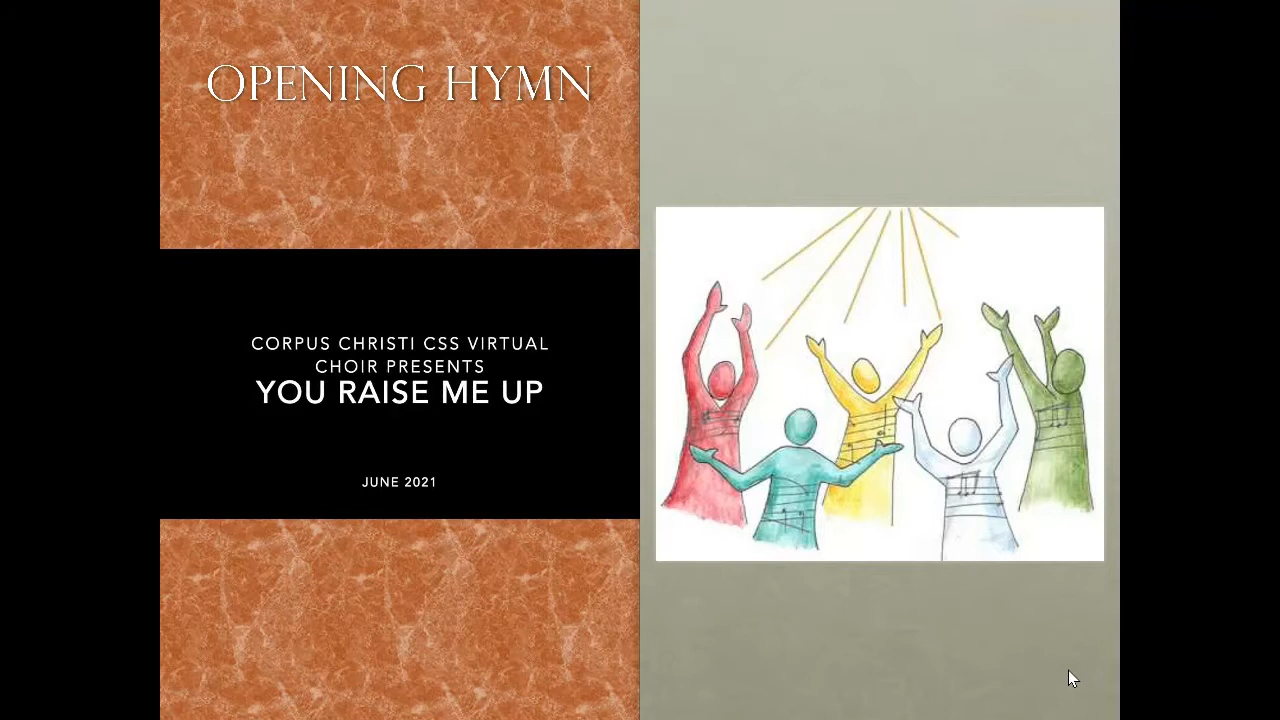 OPENING HYMN
CORPUS CHRISTI CSS VIRTUAL
CHOIR PRESENTS
YOU RAISE ME UP
JUNE 2021